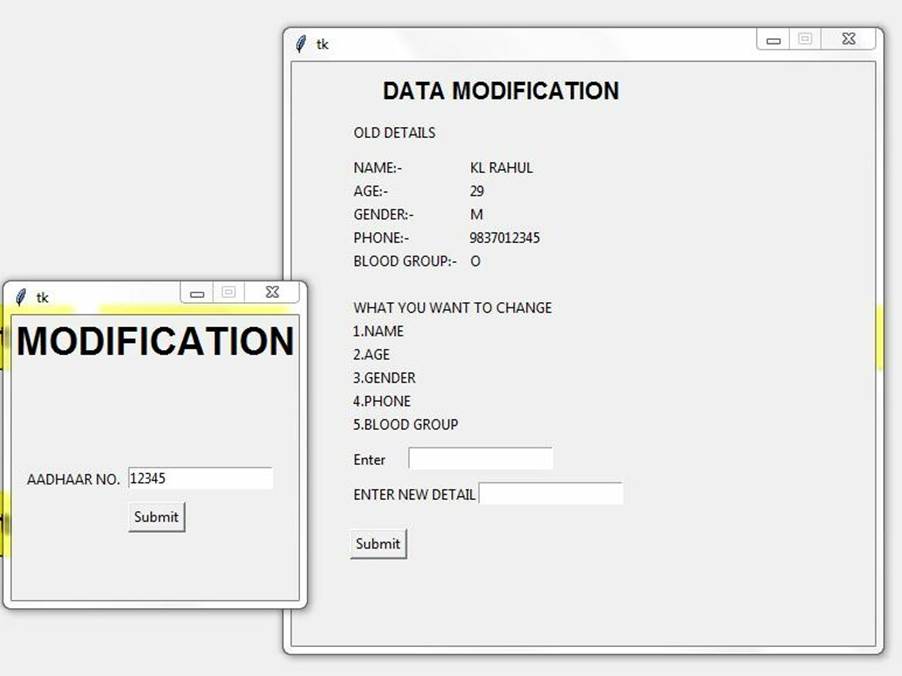 tk
DATA MODIFICATION
OLD DETAILS
NAME:- KL RAHUL
AGE:- 29
GENDER:- M
PHONE:- 9837012345
BLOOD GROUP:- O
WHAT YOU WANT TO CHANGE
1.NAME
2.AGE
3.GENDER
4.PHONE
5.BLOOD GROUP
Enter
ENTER NEW DETAIL
Submit
tk
MODIFICATION
AADHAAR NO. 12345
Submit